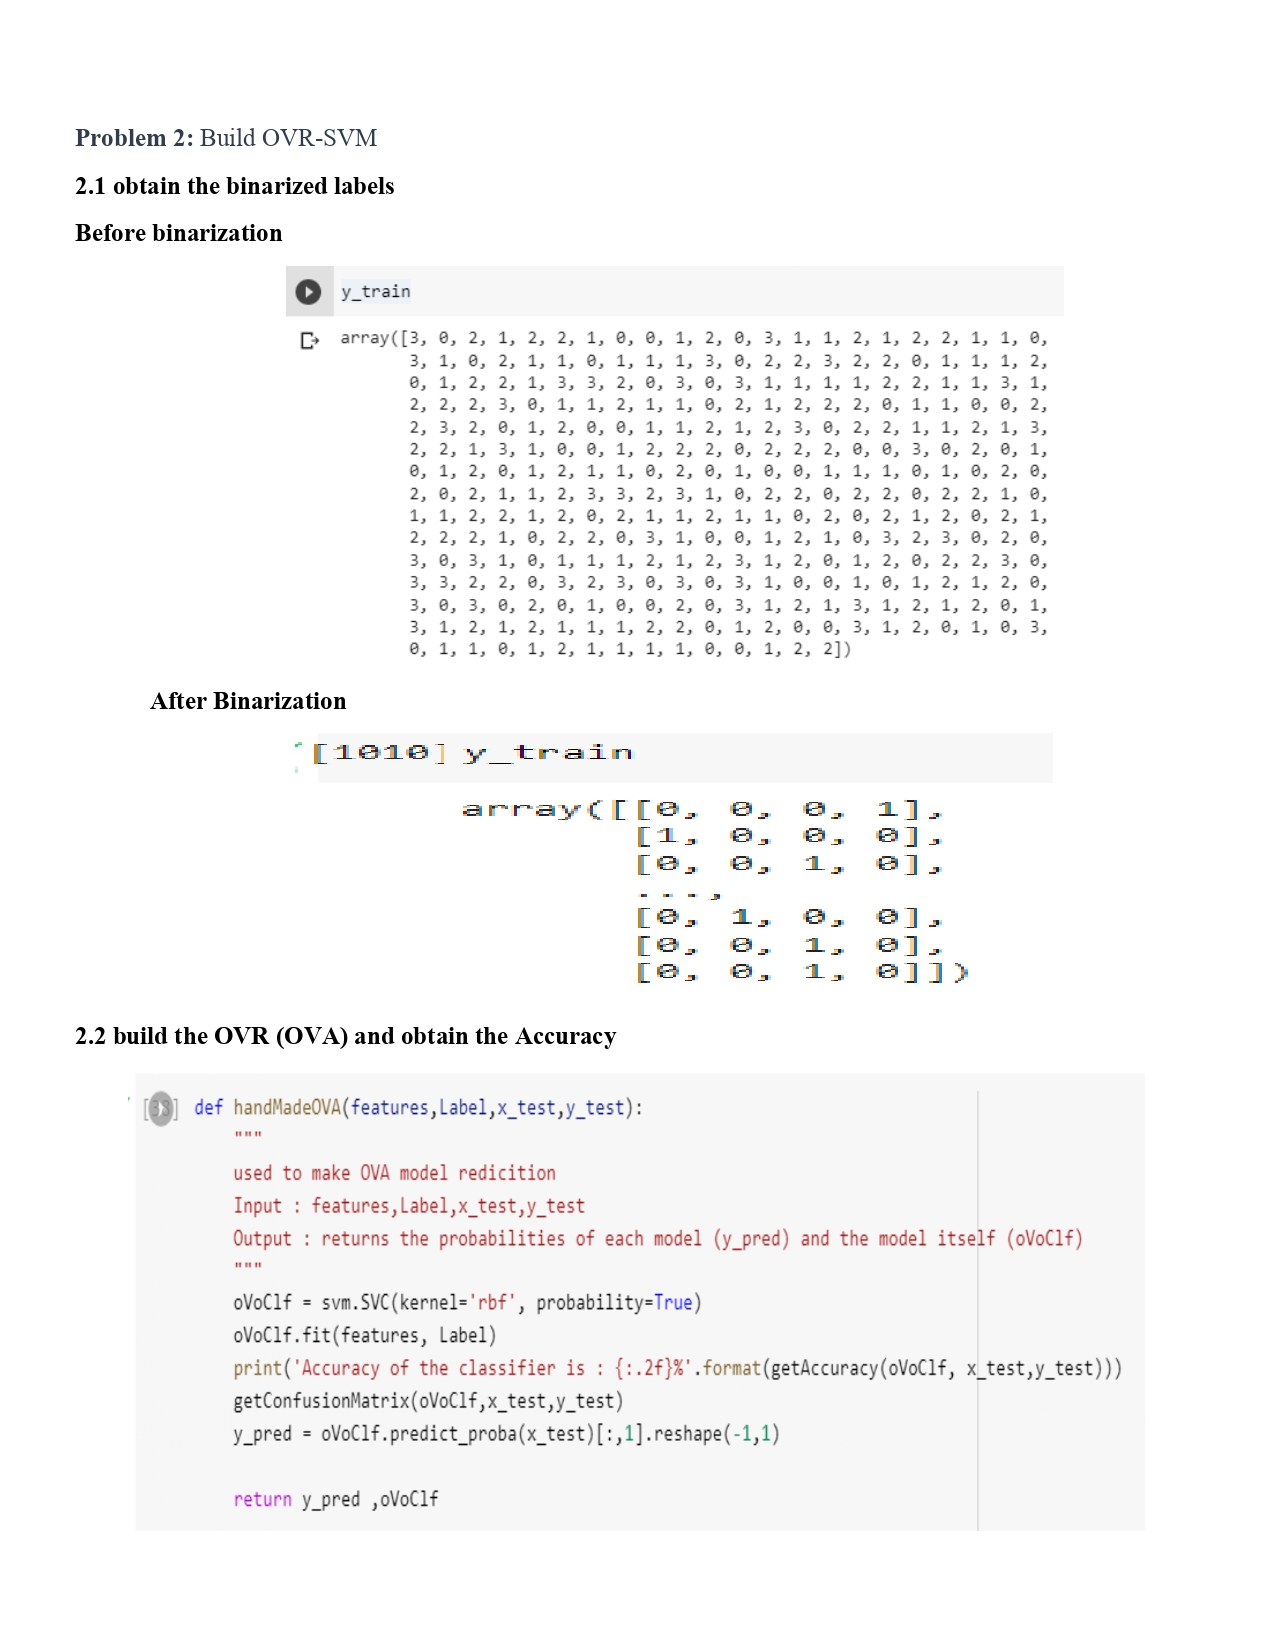 Problem 2: Build OVR-SVM
2.1 obtain the binarized labels
Before binarization
y_train
array([3, 0, 2, 1, 2, 2, 1, 0, 0, 1, 2, 0, 3, 1, 1, 2, 1, 2, 2, 1, 1, 0,
3, 1, 0, 2, 1, 1, 0, 1, 1, 1, 3, 0, 2, 2, 3, 2, 2, 0, 1, 1, 1, 2,
0, 1, 2, 2, 1, 3, 3, 2, 0, 3, 0, 3, 1, 1, 1, 1, 2, 2, 1, 1, 3, 1,
2, 2, 2, 3, 0, 1, 1, 2, 1, 1, 0, 2, 1, 2, 2, 2, 0, 1, 1, 0, 0, 2,
2, 3, 2, 0, 1, 2, 0, 0, 1, 1, 2, 1, 2, 3, 0, 2, 2, 1, 1, 2, 1, 3,
2, 2, 1, 3, 1, 0, 0, 1, 2, 2, 2, 0, 2, 2, 2, 0, 0, 3, 0, 2, 0, 1,
0, 1, 2, 0, 1, 2, 1, 1, 0, 2, 0, 1, 0, 0, 1, 1, 1, 0, 1, 0, 2, 0,
2, 0, 2, 1, 1, 2, 3, 3, 2, 3, 1, 0, 2, 2, 0, 2, 2, 0, 2, 2, 1, 0,
1, 1, 2, 2, 1, 2, 0, 2, 1, 1, 2, 1, 1, 0, 2, 0, 2, 1, 2, 0, 2, 1,
2, 2, 2, 1, 0, 2, 2, 0, 3, 1, 0, 0, 1, 2, 1, 0, 3, 2, 3, 0, 2, 0,
3, 0, 3, 1, 0, 1, 1, 1, 2, 1, 2, 3, 1, 2, 0, 1, 2, 0, 2, 2, 3, 0,
3, 3, 2, 2, 0, 3, 2, 3, 0, 3, 0, 3, 1, 0, 0, 1, 0, 1, 2, 1, 2, 0,
3, 0, 3, 0, 2, 0, 1, 0, 0, 2, 0, 3, 1, 2, 1, 3, 1, 2, 1, 2, 0, 1,
3, 1, 2, 1, 2, 1, 1, 1, 2, 2, 0, 1, 2, 0, 0, 3, 1, 2, 0, 1, 0, 3,
0, 1, 1, 0, 1, 2, 1, 1, 1, 1, 0, 0, 1, 2, 2])
After Binarization
[1010] y_train
array([[0, 0, 0, 1],
[1, 0, 0, 0],
[0, 0, 1, 0],
...,
[0, 1, 0, 0],
[0, 0, 1, 0],
[0, 0, 1, 0]])
2.2 build the OVR (OVA) and obtain the Accuracy
[33] def handMadeOVA(features,Label,x_test,y_test):
"""
used to make OVA model redicition
Input : features,Label,x_test,y_test
Output : returns the probabilities of each model (y_pred) and the model itself (oVoClf)
"""
oVoClf = svm.SVC(kernel='rbf', probability=True)
oVoClf.fit(features, Label)
print('Accuracy of the classifier is : {:.2f}%'.format(getAccuracy(oVoClf, x_test,y_test)))
getConfusionMatrix(oVoClf,x_test,y_test)
y_pred = oVoClf.predict_proba(x_test)[:,1].reshape(-1,1)
return y_pred ,oVoClf